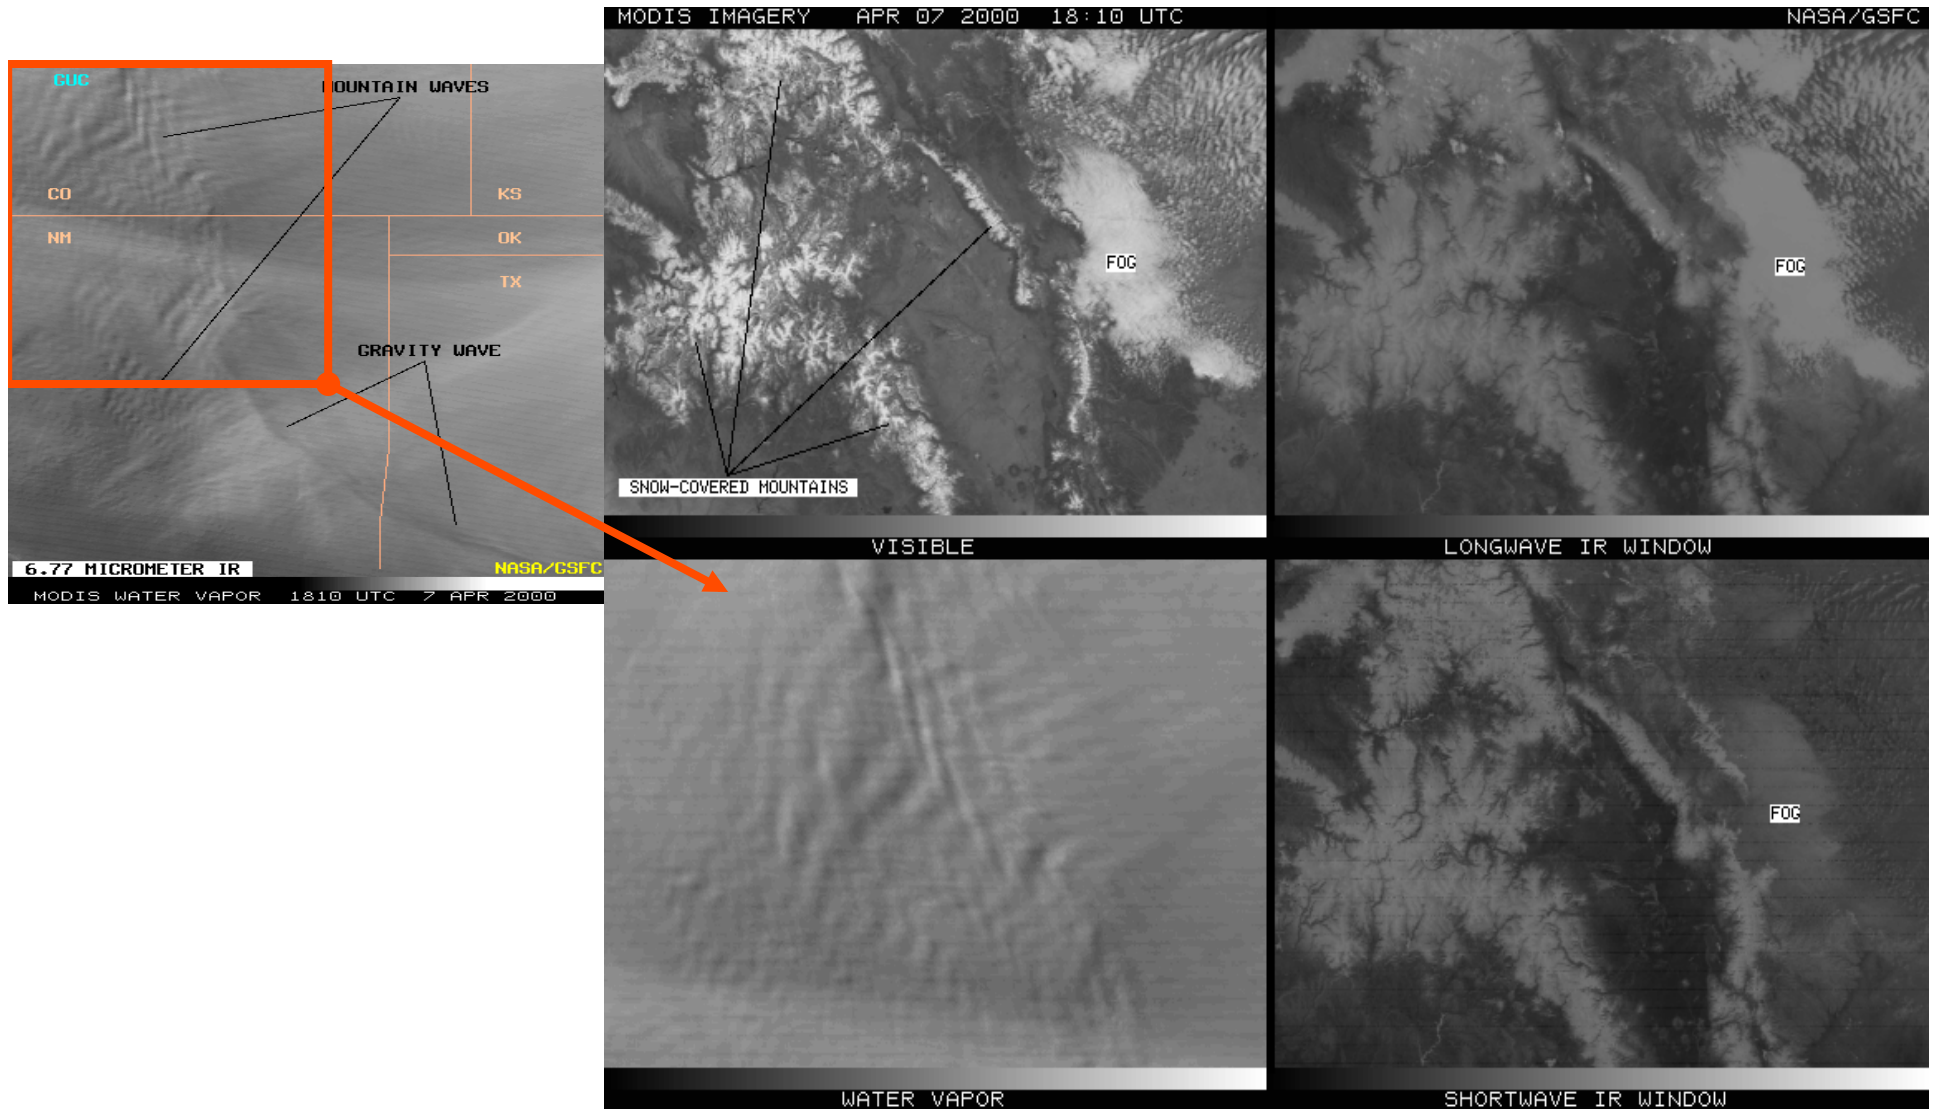 MODIS IMAGERY APR 07 2000 18:10 UTC NASA/GSFC
GUC
MOUNTAIN WAVES
CO
KS
NM
OK
TX
GRAVITY WAVE
6.77 MICROMETER IR
NASA/GSFC
MODIS WATER VAPOR 1810 UTC 7 APR 2000
FOG
SNOW-COVERED MOUNTAINS
VISIBLE
FOG
LONGWAVE IR WINDOW
WATER VAPOR
FOG
SHORTWAVE IR WINDOW